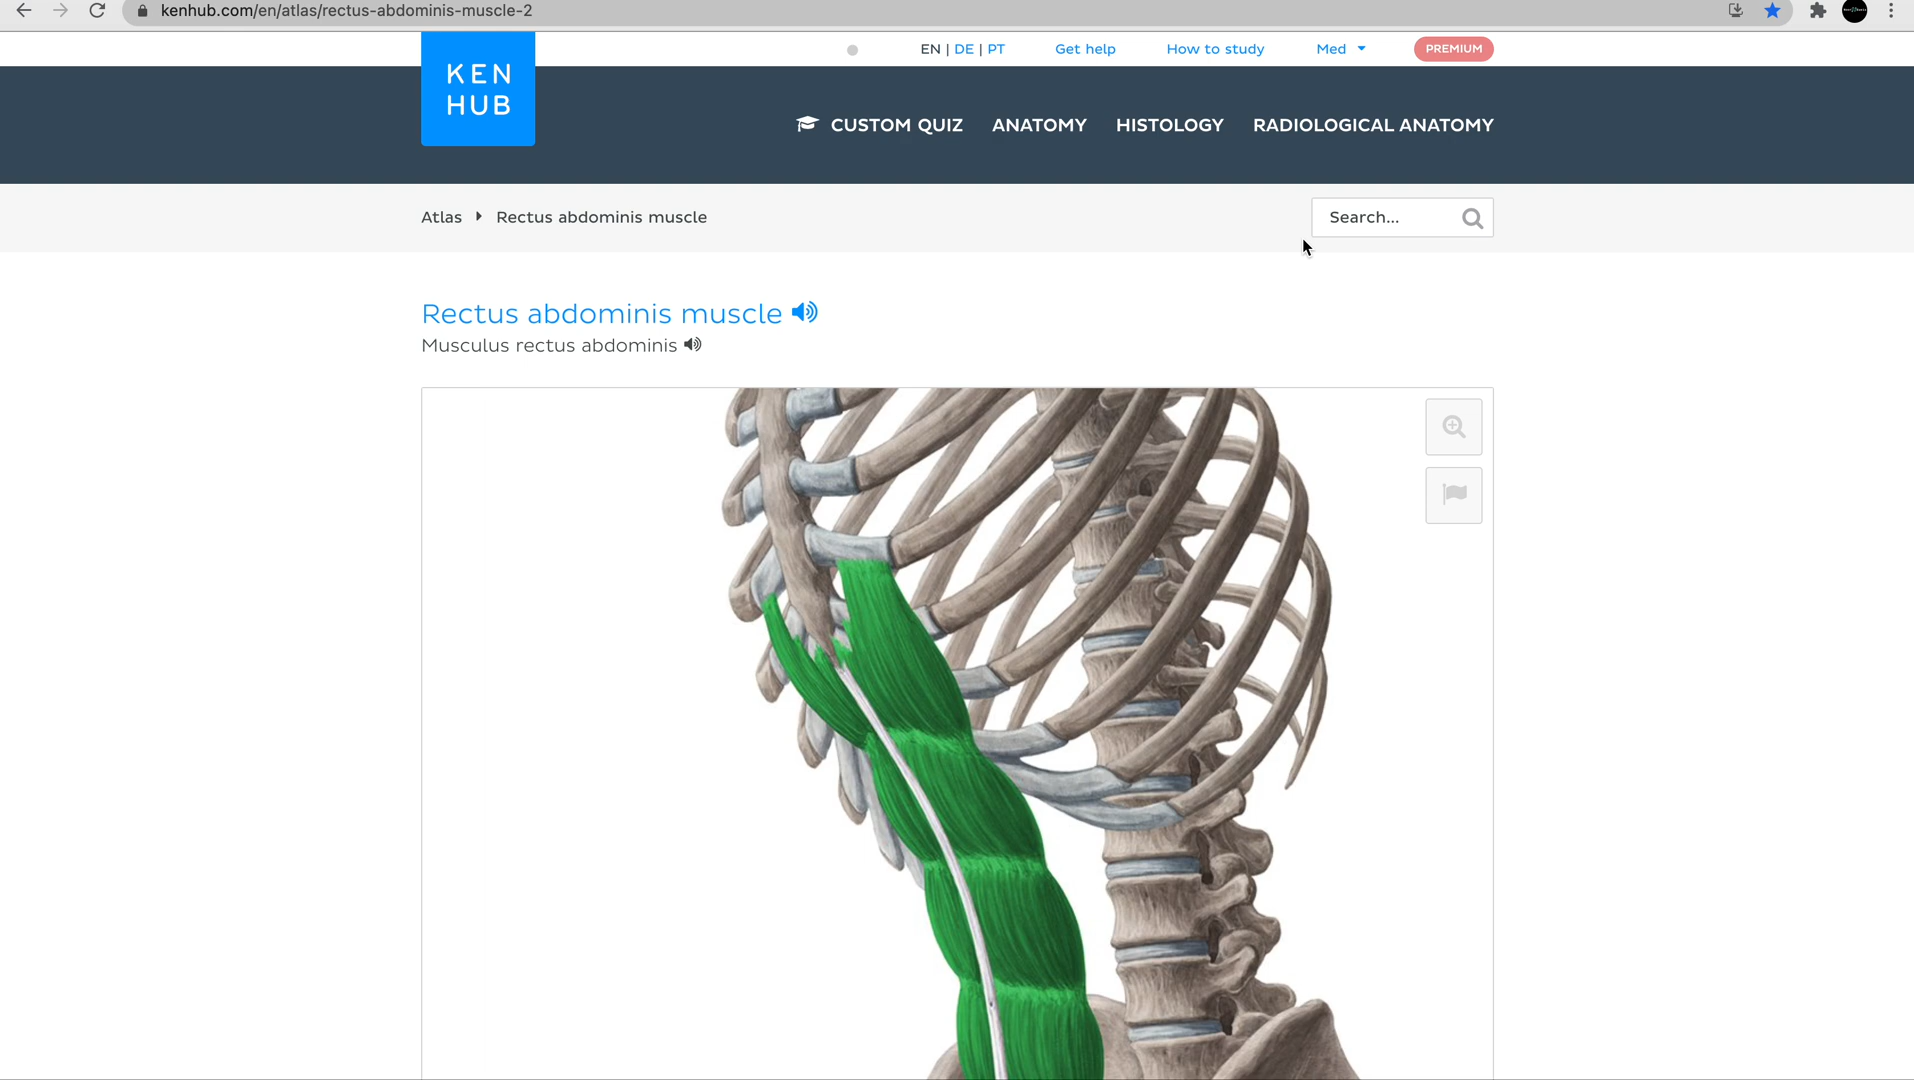 kenhub.com/en/atlas/rectus-abdominis-muscle-2
KEN
HUB
EN | DE | PT Get help How to study Med PREMIUM
CUSTOM QUIZ ANATOMY HISTOLOGY RADIOLOGICAL ANATOMY
Atlas Rectus abdominis muscle Search...
Rectus abdominis muscle
Musculus rectus abdominis